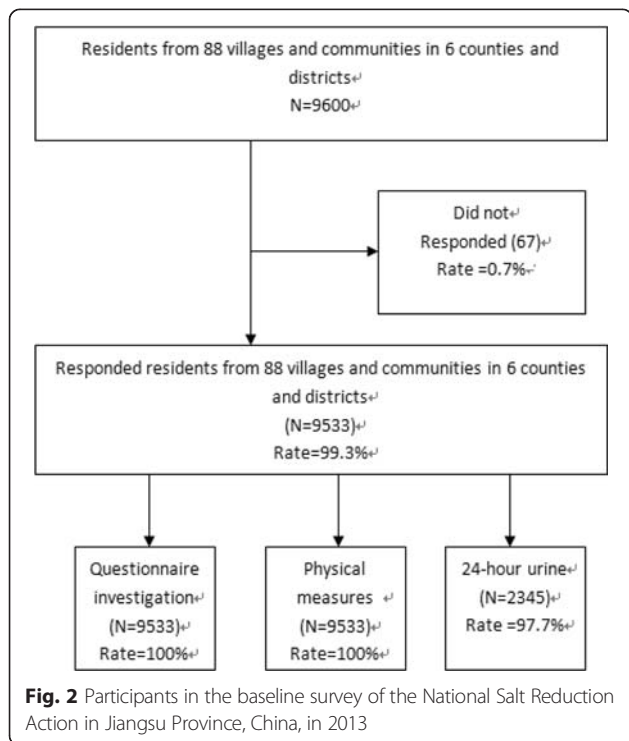 Residents from 88 villages and communities in 6 counties and
districts↵
N=9600
Did not↵
Responded (67)↵
Rate =0.7%↵
Responded residents from 88 villages and communities in 6 counties
and districts↵
(N=9533)↵
Rate=99.3%↵
Questionnaire
investigation↵
(N=9533)↵
Rate=100%
Physical
measures ↵
(N=9533)↵
Rate=100%
24-hour urine↵
(N=2345)↵
Rate =97.7%↵
Fig. 2 Participants in the baseline survey of the National Salt Reduction
Action in Jiangsu Province, China, in 2013